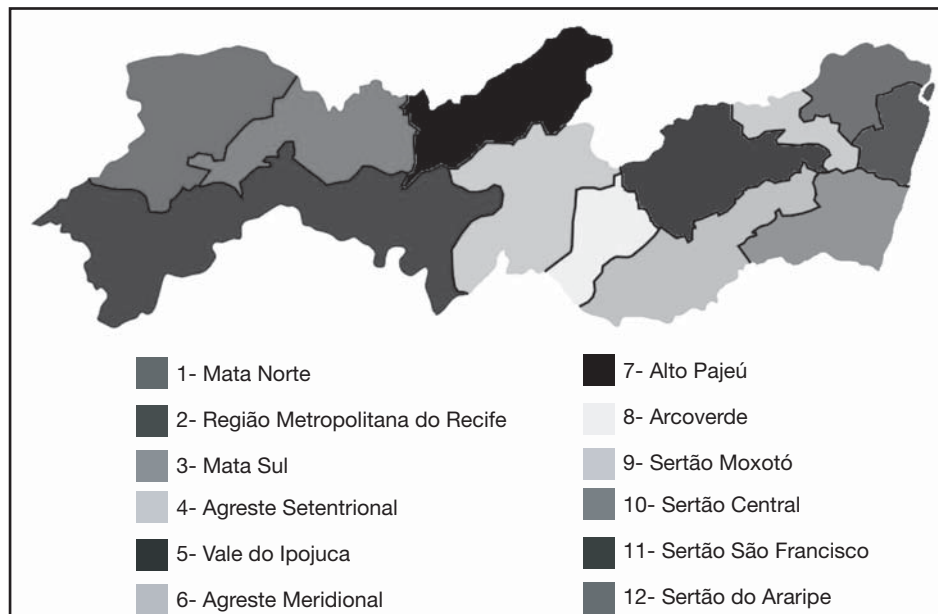 1- Mata Norte
2- Região Metropolitana do Recife
3- Mata Sul
4- Agreste Setentrional
5- Vale do Ipojuca
6- Agreste Meridional
7- Alto Pajeú
8- Arcoverde
9- Sertão Moxotó
10- Sertão Central
11- Sertão São Francisco
12- Sertão do Araripe